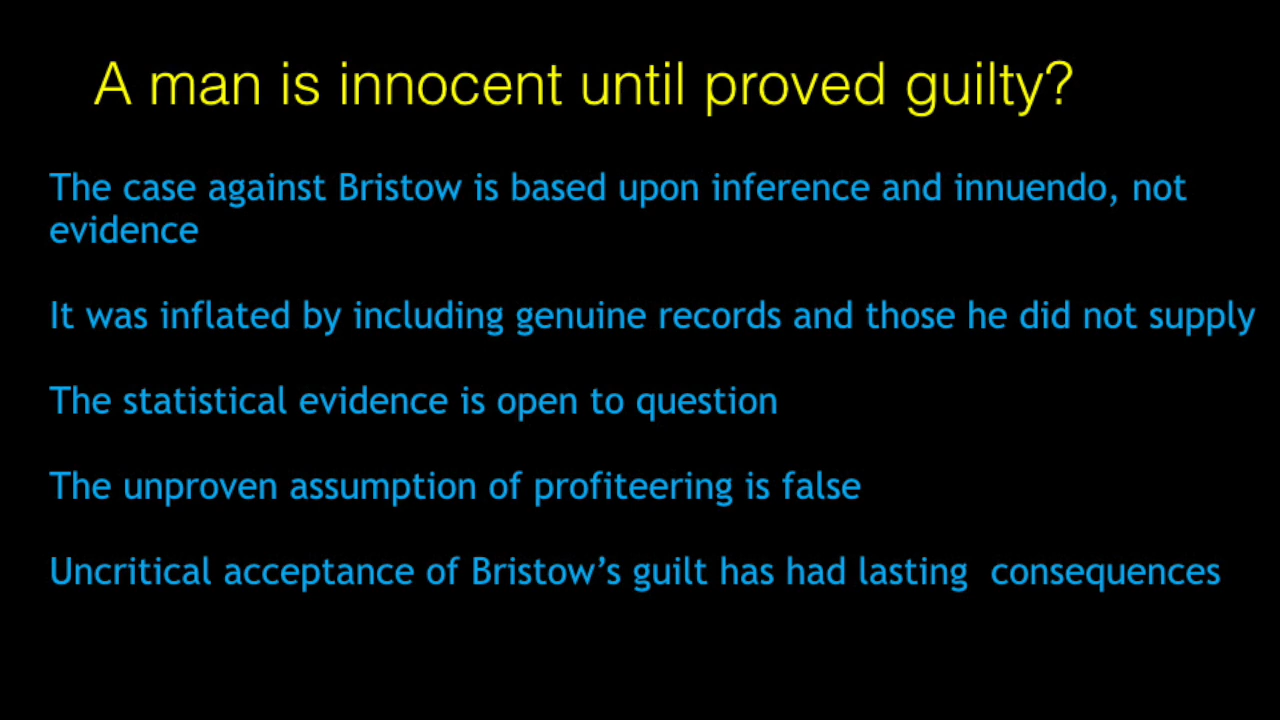 A man is innocent until proved guilty?
The case against Bristow is based upon inference and innuendo, not
evidence
It was inflated by including genuine records and those he did not supply
The statistical evidence is open to question
The unproven assumption of profiteering is false
Uncritical acceptance of Bristow’s guilt has had lasting  consequences